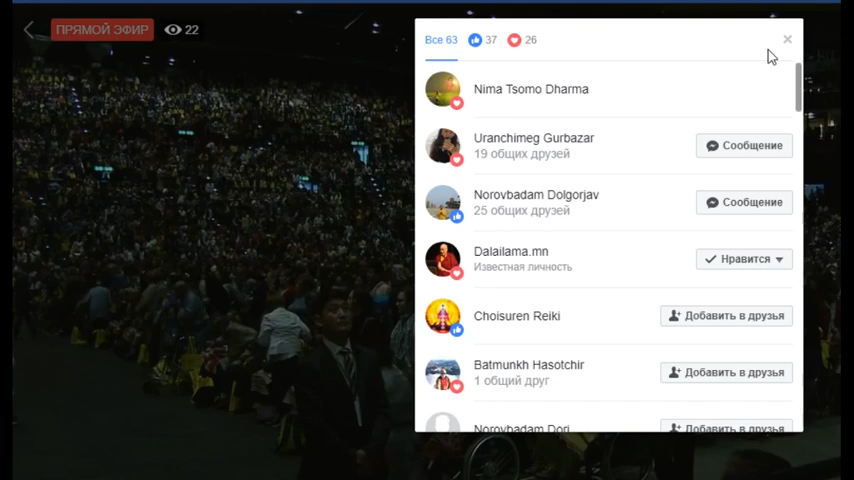 ПРЯМОЙ ЭФИР 22
Все 63 37 26
Nima Tsomo Dharma
Uranchimeg Gurbazar
19 общих друзей
Сообщение
Norovbadam Dolgorjav
25 общих друзей
Сообщение
Dalailama.mn
Известная личность
Нравится
Choisuren Reiki
Добавить в друзья
Batmunkh Hasotchir
1 общий друг
Добавить в друзья
Norovbadam Dorj
Добавить в друзья